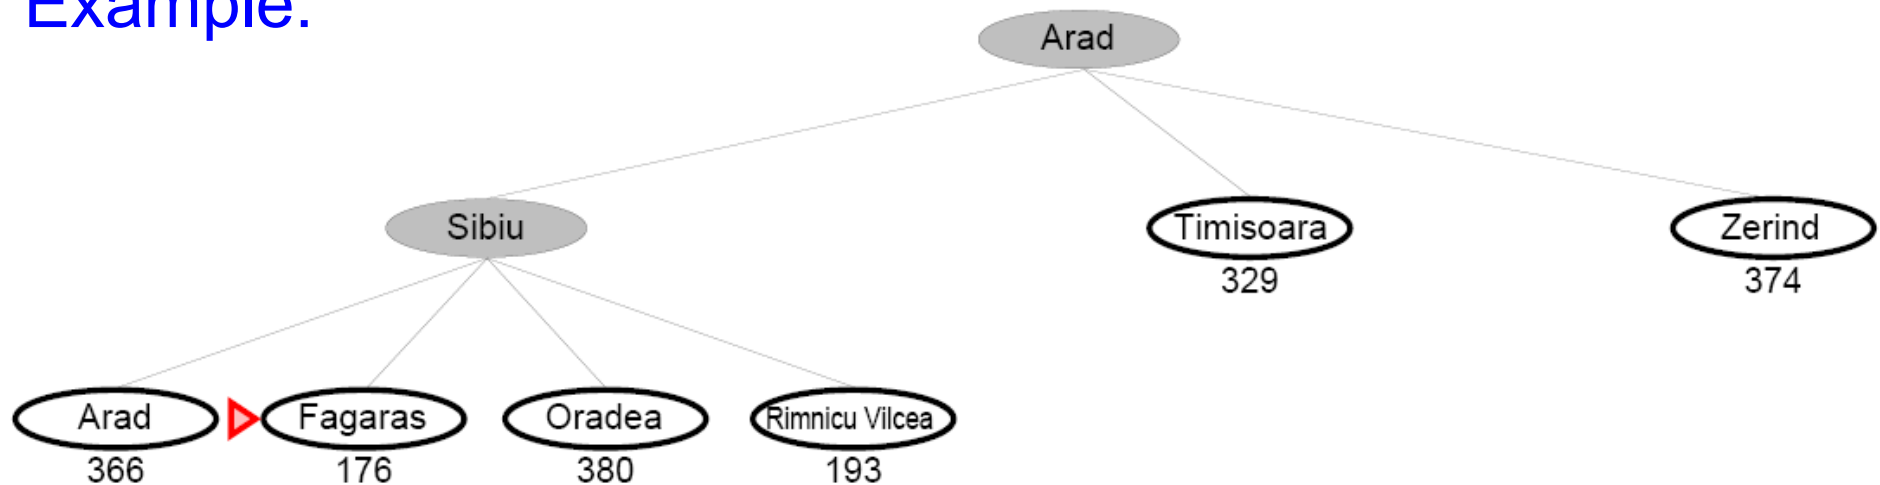 Example:
Arad
Sibiu Timisoara Zerind
329 374
Arad Fagaras Oradea Rimnicu Vilcea
366 176 380 193